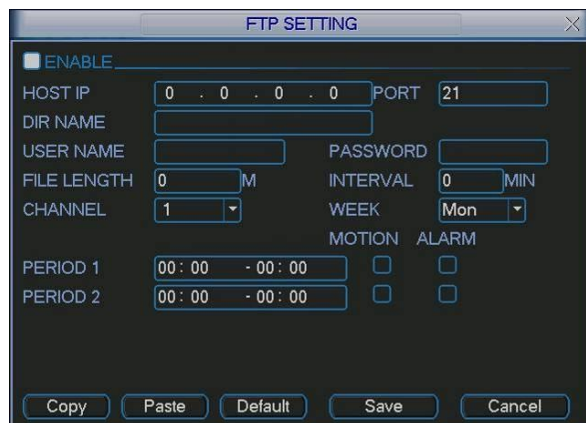 FTP SETTING
ENABLE
HOST IP 0 . 0 . 0 . 0 PORT 21
DIR NAME
USER NAME PASSWORD
FILE LENGTH 0 M INTERVAL 0 MIN
CHANNEL 1 WEEK Mon
MOTION ALARM
PERIOD 1 00 : 00 - 00 : 00
PERIOD 2 00 : 00 - 00 : 00
Copy Paste Default Save Cancel